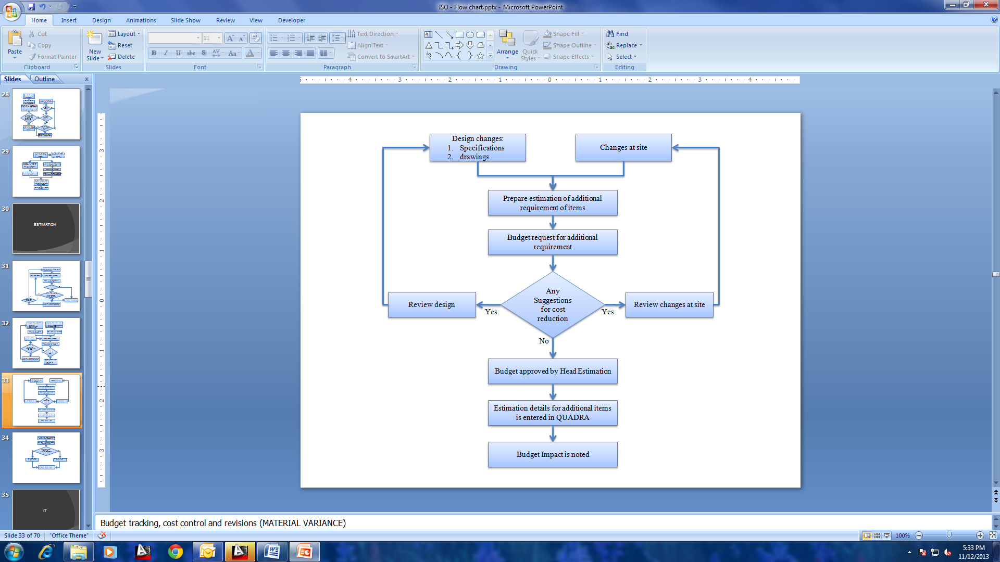 ISO - Flow chart.pptx - Microsoft PowerPoint
Home Insert Design Animations Slide Show Review View Developer
Paste
Cut
Copy
Format Painter
Clipboard
New
Slide
Layout
Reset
Delete
Slides
11
B I U abc S AV Aa A
Font
Text Direction
Align Text
Convert to SmartArt
Paragraph
Arrange
Quick
Styles
Shape Fill
Shape Outline
Shape Effects
Drawing
Find
Replace
Select
Editing
Slides Outline
4 3 2 1 0 1 2 3 4
3
2
1
0
1
2
3
28
29
30
ESTIMATION
31
32
33
34
35
IT
Design changes:
1. Specifications
2. drawings
Changes at site
Prepare estimation of additional
requirement of items
Budget request for additional
requirement
Any
Suggestions
for cost
reduction
Review design
Yes
Yes
Review changes at site
No
Budget approved by Head Estimation
Estimation details for additional items
is entered in QUADRA
Budget Impact is noted
Budget tracking, cost control and revisions (MATERIAL VARIANCE)
Slide 33 of 70 "Office Theme" 100%
5:33 PM
11/12/2013